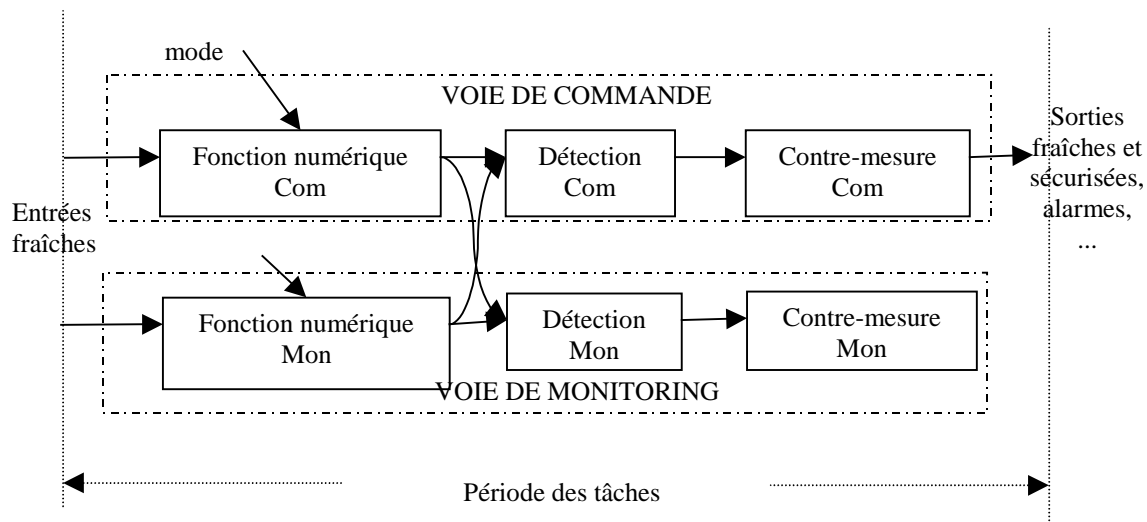 mode
VOIE DE COMMANDE
Fonction numérique
Com
Détection
Com
Contre-mesure
Com
Sorties
fraîches et
sécurisées,
alarmes,
...
Entrées
fraîches
Fonction numérique
Mon
Détection
Mon
Contre-mesure
Mon
VOIE DE MONITORING
Période des tâches